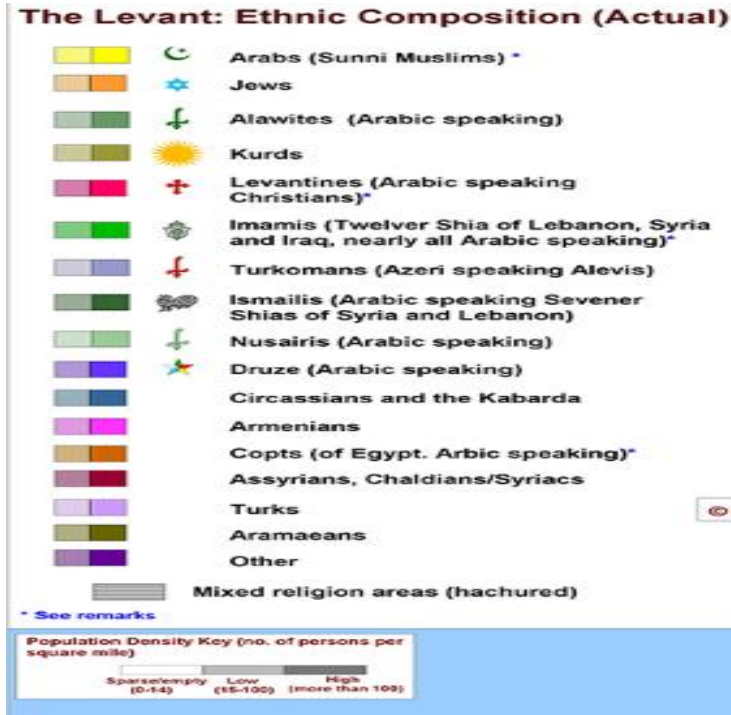 The Levant: Ethnic Composition (Actual)
Arabs (Sunni Muslims) *
Jews
Alawites (Arabic speaking)
Kurds
Levantines (Arabic speaking
Christians)*
Imamis (Twelver Shia of Lebanon, Syria
and Iraq, nearly all Arabic speaking)*
Turkomans (Azeri speaking Alevis)
Ismailis (Arabic speaking Sevener
Shias of Syria and Lebanon)
Nusairis (Arabic speaking)
Druze (Arabic speaking)
Circassians and the Kabarda
Armenians
Copts (of Egypt. Arbic speaking)*
Assyrians, Chaldians/Syriacs
Turks
©
Aramaeans
Other
Mixed religion areas (hachured)
* See remarks
Population Density Key (no. of persons per
square mile)
Sparse/empty Low High
(0-14) (15-100) (more than 100)